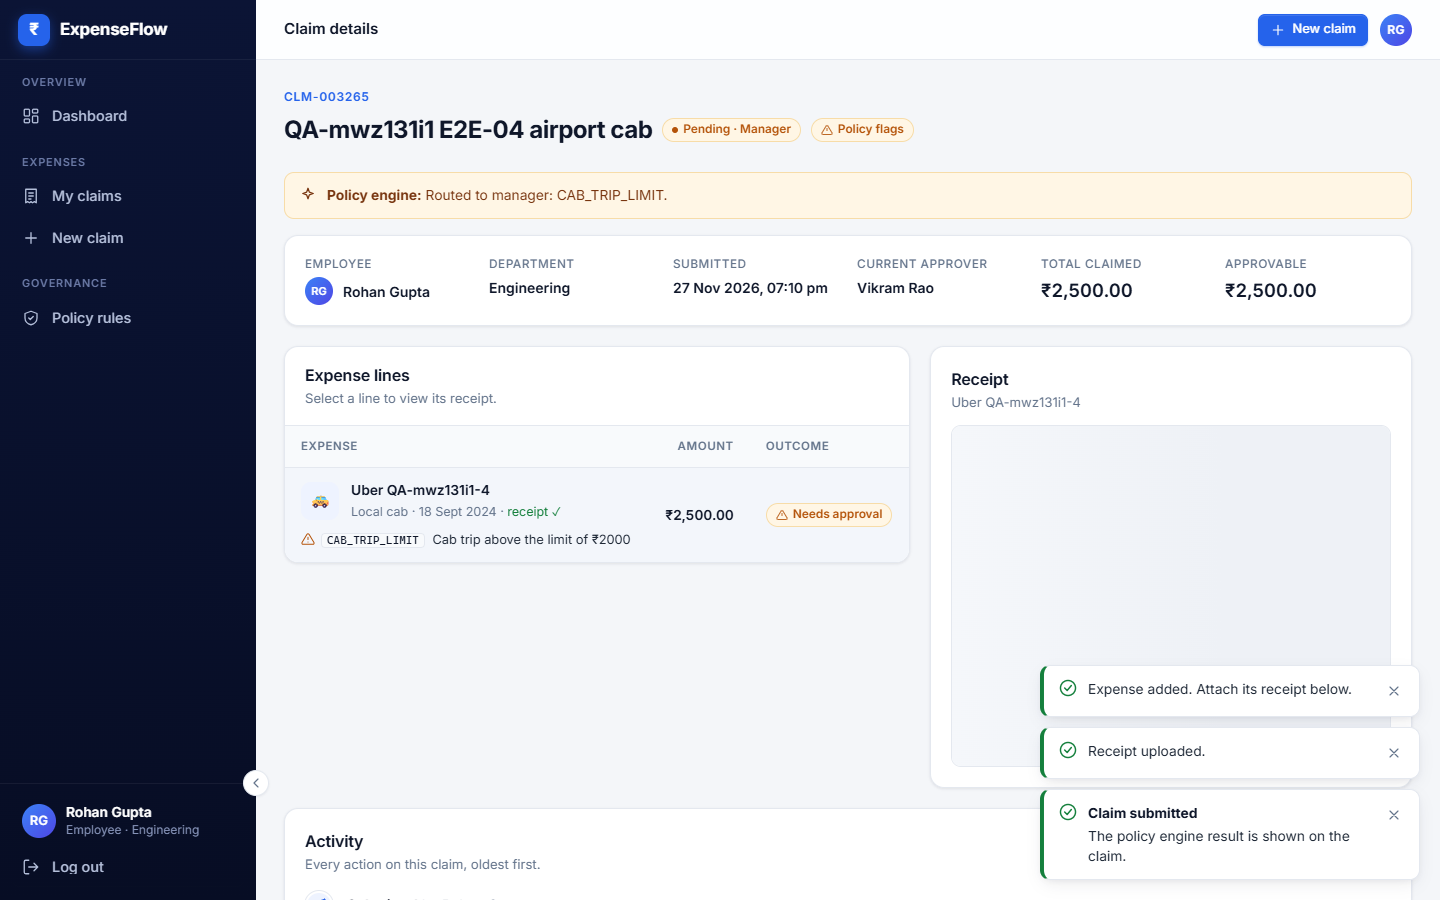 ₹ ExpenseFlow
OVERVIEW
Dashboard
EXPENSES
My claims
New claim
GOVERNANCE
Policy rules
RG
Rohan Gupta
Employee · Engineering
Log out
Claim details
New claim
RG
CLM-003265
QA-mwz131i1 E2E-04 airport cab
Pending · Manager
Policy flags
Policy engine: Routed to manager: CAB_TRIP_LIMIT.
EMPLOYEE
RG Rohan Gupta
DEPARTMENT
Engineering
SUBMITTED
27 Nov 2026, 07:10 pm
CURRENT APPROVER
Vikram Rao
TOTAL CLAIMED
₹2,500.00
APPROVABLE
₹2,500.00
Expense lines
Select a line to view its receipt.
EXPENSE AMOUNT OUTCOME
Uber QA-mwz131i1-4
Local cab · 18 Sept 2024 · receipt ✓
₹2,500.00
Needs approval
CAB_TRIP_LIMIT Cab trip above the limit of ₹2000
Receipt
Uber QA-mwz131i1-4
Expense added. Attach its receipt below.
Receipt uploaded.
Claim submitted
The policy engine result is shown on the
claim.
Activity
Every action on this claim, oldest first.